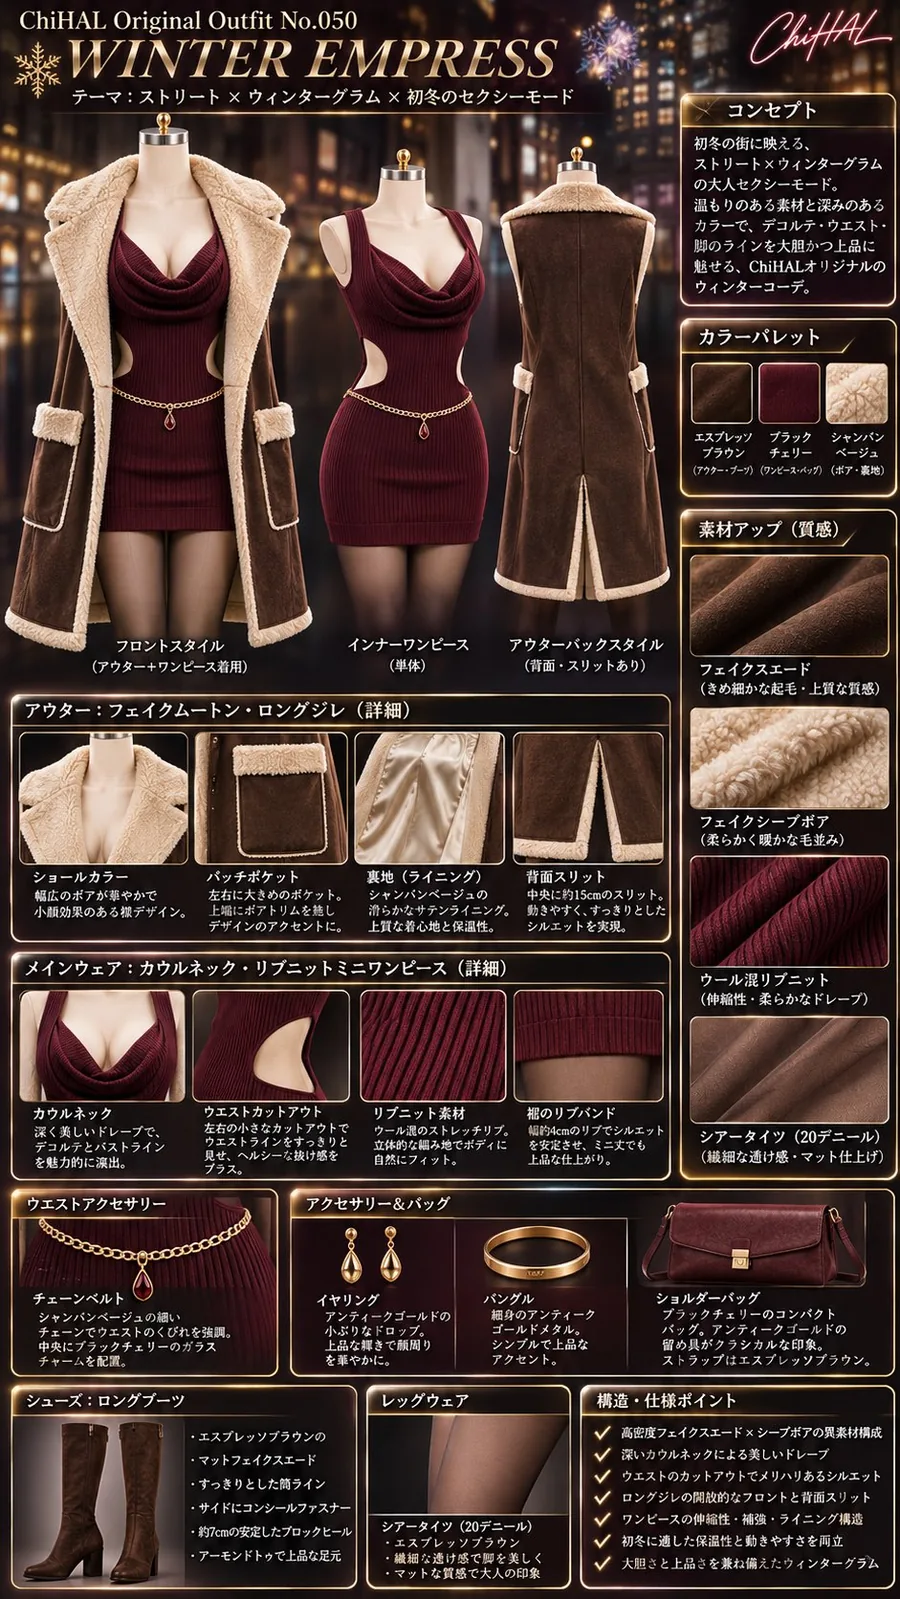 ChiHAL Original Outfit No.050
WINTER EMPRESS
テーマ：ストリート × ウィンターグラム × 初冬のセクシーモード
ChiHAL
コンセプト
初冬の街に映える、
ストリート×ウィンターグラム
の大人セクシーモード。
温もりのある素材と深みのある
カラーで、デコルテ・ウエスト・
脚のラインを大胆かつ上品に
魅せる、ChiHALオリジナルの
ウィンターコーデ。
カラーパレット
エスプレッソ
ブラウン
（アウター・ブーツ）
ブラック
チェリー
（ワンピース・バッグ）
シャンパン
ベージュ
（ボア・裏地）
フロントスタイル
（アウター＋ワンピース着用）
インナーワンピース
（単体）
アウターバックスタイル
（背面・スリットあり）
素材アップ（質感）
フェイクスエード
（きめ細かな起毛・上質な質感）
フェイクシープボア
（柔らかく暖かな毛並み）
ウール混リブニット
（伸縮性・柔らかなドレープ）
シアータイツ（20デニール）
（繊細な透け感・マット仕上げ）
アウター：フェイクムートン・ロングジレ（詳細）
ショールカラー
幅広のボアが華やかで
小顔効果のある襟デザイン。
パッチポケット
左右に大きめのポケット。
上端にボアトリムを施し
デザインのアクセントに。
裏地（ライニング）
シャンパンベージュの
滑らかなサテンライニング。
上質な着心地と保温性。
背面スリット
中央に約15cmのスリット。
動きやすく、すっきりとした
シルエットを実現。
メインウェア：カウルネック・リブニットミニワンピース（詳細）
カウルネック
深く美しいドレープで、
デコルテとバストライン
を魅力的に演出。
ウエストカットアウト
左右の小さなカットアウトで
ウエストラインをすっきりと
見せ、ヘルシーな抜け感を
プラス。
リブニット素材
ウール混のストレッチリブ。
立体的な細み地でボディに
自然にフィット。
裾のリブバンド
幅約4cmのリブでシルエット
を安定させ、ミニ丈でも
上品な仕上がり。
ウエストアクセサリー
チェーンベルト
シャンパンベージュの細い
チェーンでウエストのくびれを強調。
中央にブラックチェリーのガラス
チャームを配置。
アクセサリー＆バッグ
イヤリング
アンティークゴールドの
小ぶりなドロップ。
上品な輝きで顔周り
を華やかに。
バングル
細身のアンティーク
ゴールドメタル。
シンプルで上品な
アクセント。
ショルダーバッグ
ブラックチェリーのコンパクト
バッグ。アンティークゴールドの
留め具がクラシカルな印象。
ストラップはエスプレッソブラウン。
シューズ：ロングブーツ
・エスプレッソブラウンの
・マットフェイクスエード
・すっきりとした筒ライン
・サイドにコンシールファスナー
・約7cmの安定したブロックヒール
・アーモンドトゥで上品な足元
レッグウェア
シアータイツ（20デニール）
・エスプレッソブラウン
・繊細な透け感で脚を美しく
・マットな質感で大人の印象
構造・仕様ポイント
高密度フェイクスエード×シープボアの異素材構成
深いカウルネックによる美しいドレープ
ウエストのカットアウトでメリハリあるシルエット
ロングジレの開放的なフロントと背面スリット
ワンピースの伸縮性・補強・ライニング構造
初冬に適した保温性と動きやすさを両立
大胆さと上品さを兼ね備えたウィンターグラム